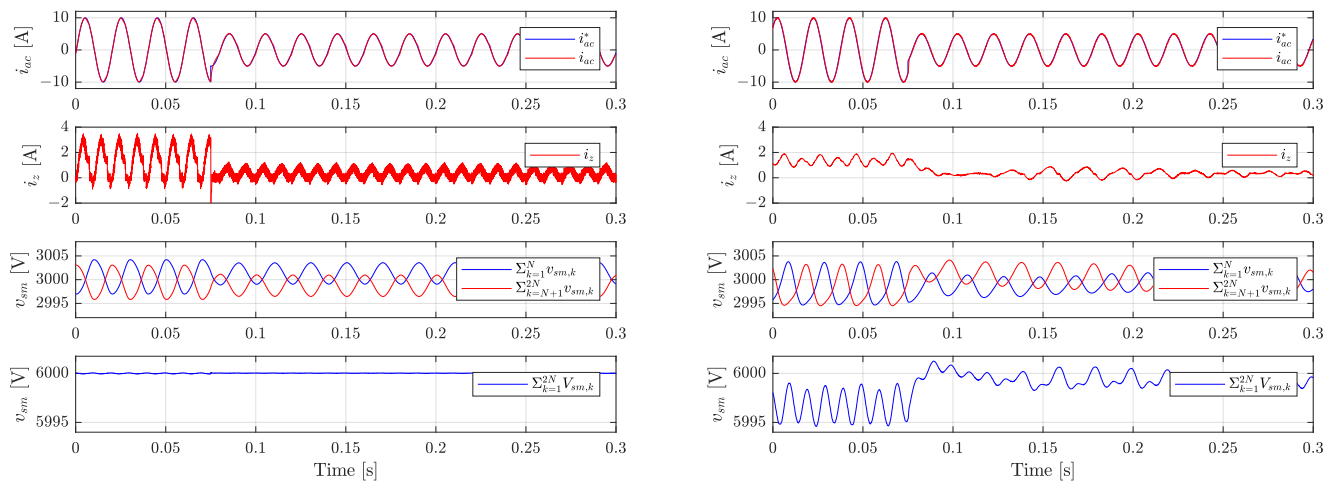 i_ac [A]
10
0
−10
i*_ac
i_ac
0 0.05 0.1 0.15 0.2 0.25 0.3
i_z [A]
4
2
0
−2
i_z
0 0.05 0.1 0.15 0.2 0.25 0.3
v_sm [V]
3005
3000
2995
Σ_{k=1}^{N} v_{sm,k}
Σ_{k=N+1}^{2N} v_{sm,k}
0 0.05 0.1 0.15 0.2 0.25 0.3
v_sm [V]
6000
5995
Σ_{k=1}^{2N} V_{sm,k}
0 0.05 0.1 0.15 0.2 0.25 0.3
Time [s]
i_ac [A]
10
0
−10
i*_ac
i_ac
0 0.05 0.1 0.15 0.2 0.25 0.3
i_z [A]
4
2
0
−2
i_z
0 0.05 0.1 0.15 0.2 0.25 0.3
v_sm [V]
3005
3000
2995
Σ_{k=1}^{N} v_{sm,k}
Σ_{k=N+1}^{2N} v_{sm,k}
0 0.05 0.1 0.15 0.2 0.25 0.3
v_sm [V]
6000
5995
Σ_{k=1}^{2N} V_{sm,k}
0 0.05 0.1 0.15 0.2 0.25 0.3
Time [s]